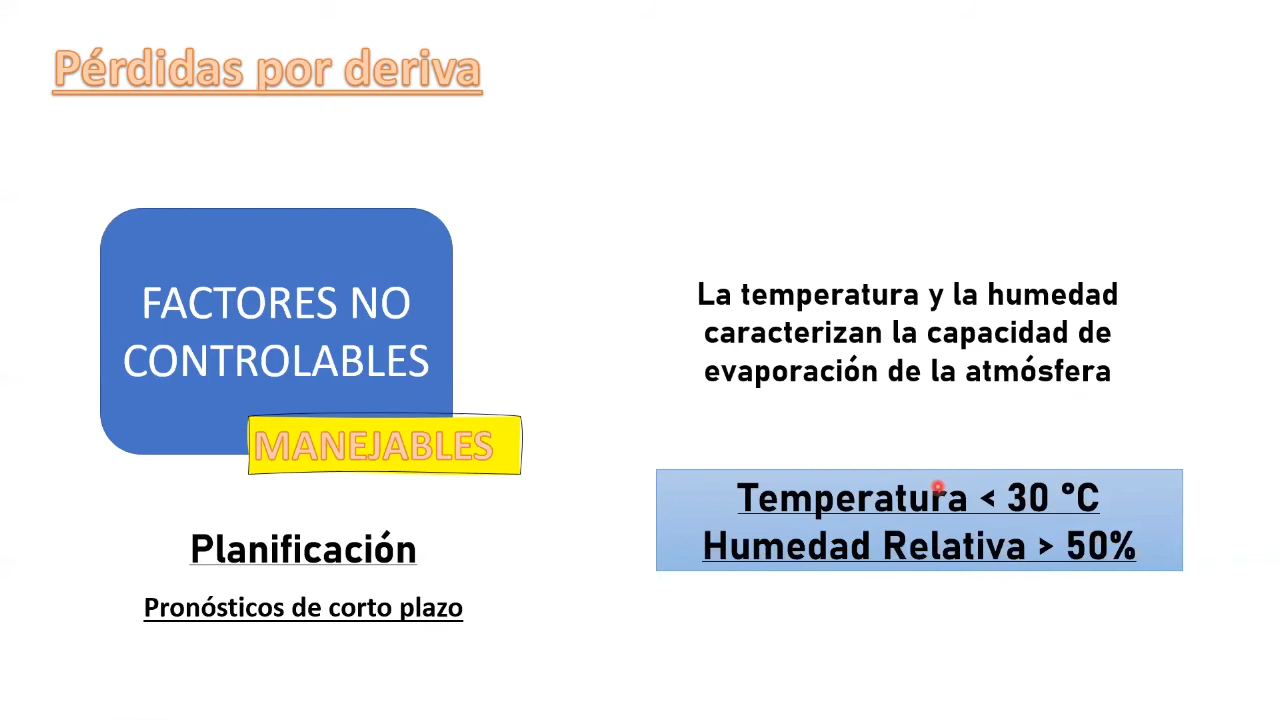 Pérdidas por deriva
FACTORES NO
CONTROLABLES
MANEJABLES
Planificación
Pronósticos de corto plazo
La temperatura y la humedad
caracterizan la capacidad de
evaporación de la atmósfera
Temperatura < 30 °C
Humedad Relativa > 50%